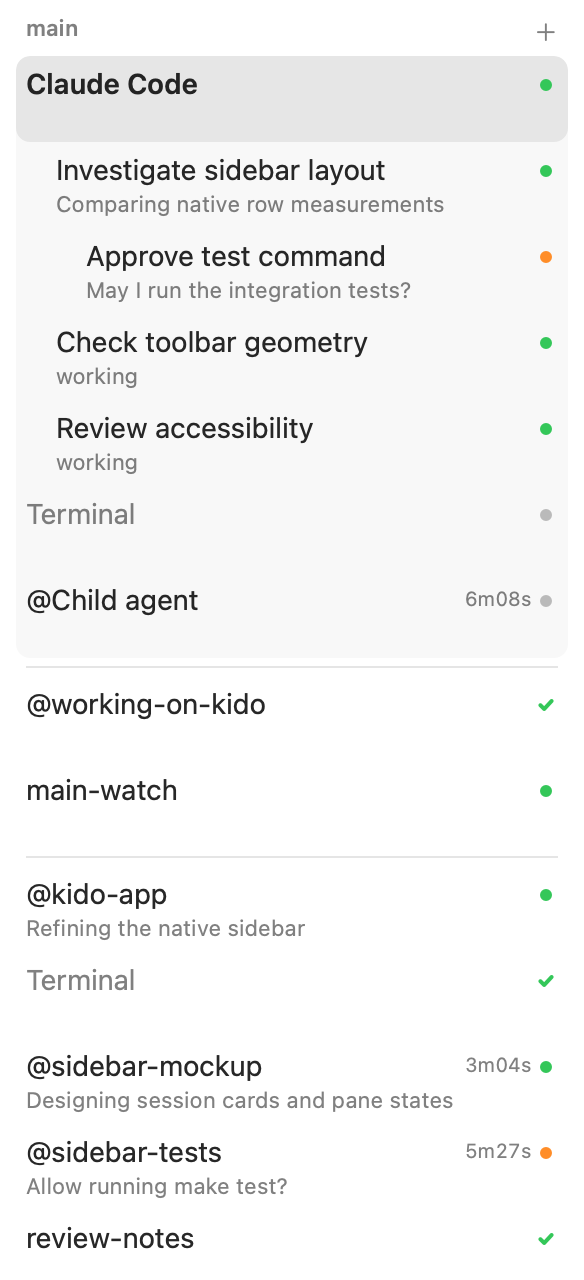 main
+
Claude Code
Investigate sidebar layout
Comparing native row measurements
Approve test command
May I run the integration tests?
Check toolbar geometry
working
Review accessibility
working
Terminal
@Child agent 6m08s
@working-on-kido
main-watch
@kido-app
Refining the native sidebar
Terminal
@sidebar-mockup 3m04s
Designing session cards and pane states
@sidebar-tests 5m27s
Allow running make test?
review-notes